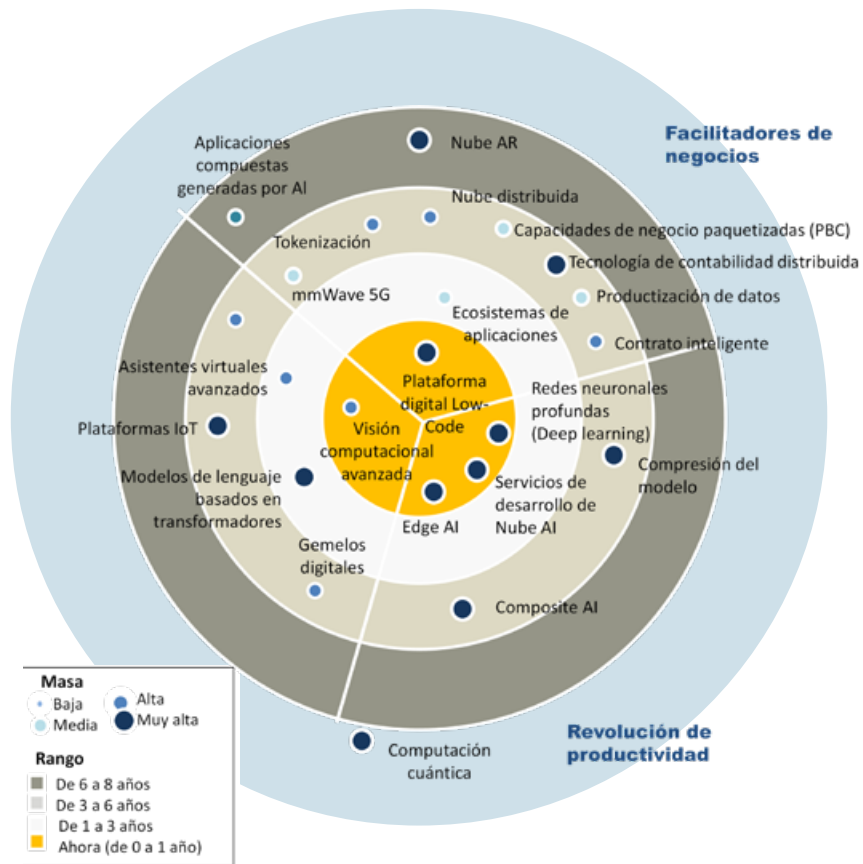 Facilitadores de
negocios
Aplicaciones
compuestas
generadas por AI
Nube AR
Nube distribuida
Tokenización
Capacidades de negocio paquetizadas (PBC)
Tecnología de contabilidad distribuida
mmWave 5G
Productización de datos
Ecosistemas de
aplicaciones
Contrato inteligente
Asistentes virtuales
avanzados
Plataforma
digital Low-
Code
Redes neuronales
profundas
(Deep learning)
Plataformas IoT
Visión
computacional
avanzada
Compresión del
modelo
Modelos de lenguaje
basados en
transformadores
Servicios de
desarrollo de
Nube AI
Edge AI
Gemelos
digitales
Composite AI
Revolución de
productividad
Computación
cuántica
Masa
Baja
Alta
Media
Muy alta
Rango
De 6 a 8 años
De 3 a 6 años
De 1 a 3 años
Ahora (de 0 a 1 año)